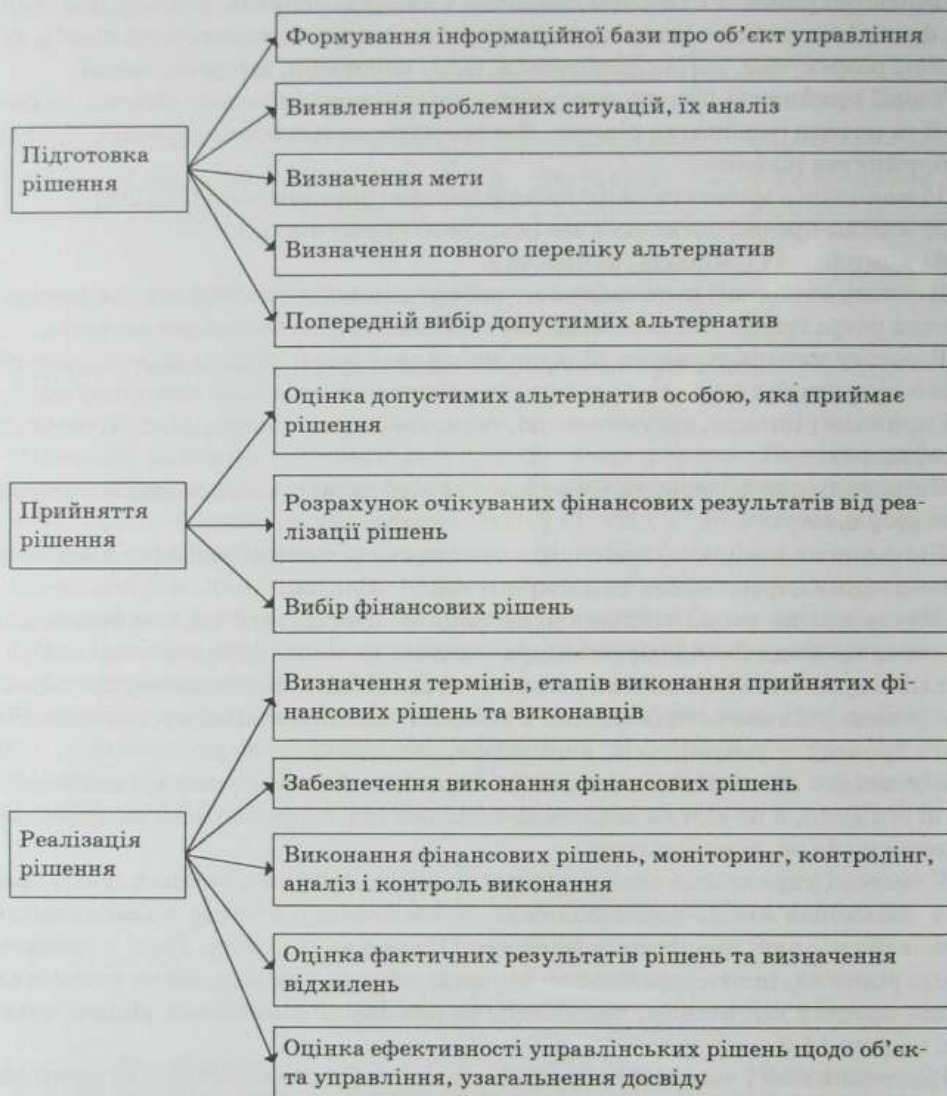 Підготовка
рішення
Формування інформаційної бази про об’єкт управління
Виявлення проблемних ситуацій, їх аналіз
Визначення мети
Визначення повного переліку альтернатив
Попередній вибір допустимих альтернатив
Прийняття
рішення
Оцінка допустимих альтернатив особою, яка приймає
рішення
Розрахунок очікуваних фінансових результатів від реа-
лізації рішень
Вибір фінансових рішень
Реалізація
рішення
Визначення термінів, етапів виконання прийнятих фі-
нансових рішень та виконавців
Забезпечення виконання фінансових рішень
Виконання фінансових рішень, моніторинг, контролінг,
аналіз і контроль виконання
Оцінка фактичних результатів рішень та визначення
відхилень
Оцінка ефективності управлінських рішень щодо об’єк-
та управління, узагальнення досвіду